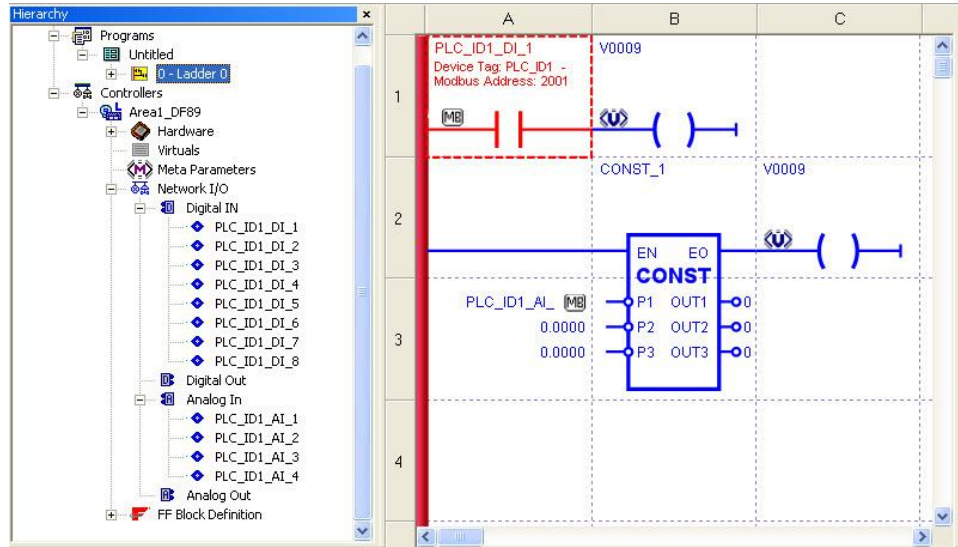 Hierarchy
Programs
Untitled
0 - Ladder 0
Controllers
Area1_DF89
Hardware
Virtuals
Meta Parameters
Network I/O
Digital IN
PLC_ID1_DI_1
PLC_ID1_DI_2
PLC_ID1_DI_3
PLC_ID1_DI_4
PLC_ID1_DI_5
PLC_ID1_DI_6
PLC_ID1_DI_7
PLC_ID1_DI_8
Digital Out
Analog In
PLC_ID1_AI_1
PLC_ID1_AI_2
PLC_ID1_AI_3
PLC_ID1_AI_4
Analog Out
FF Block Definition
A B C
1
PLC_ID1_DI_1
Device Tag: PLC_ID1 -
Modbus Address: 2001
MB
V0009
U
2
CONST_1
V0009
U
EN EO
CONST
3
PLC_ID1_AI_ MB P1 OUT1 0
0.0000 P2 OUT2 0
0.0000 P3 OUT3 0
4